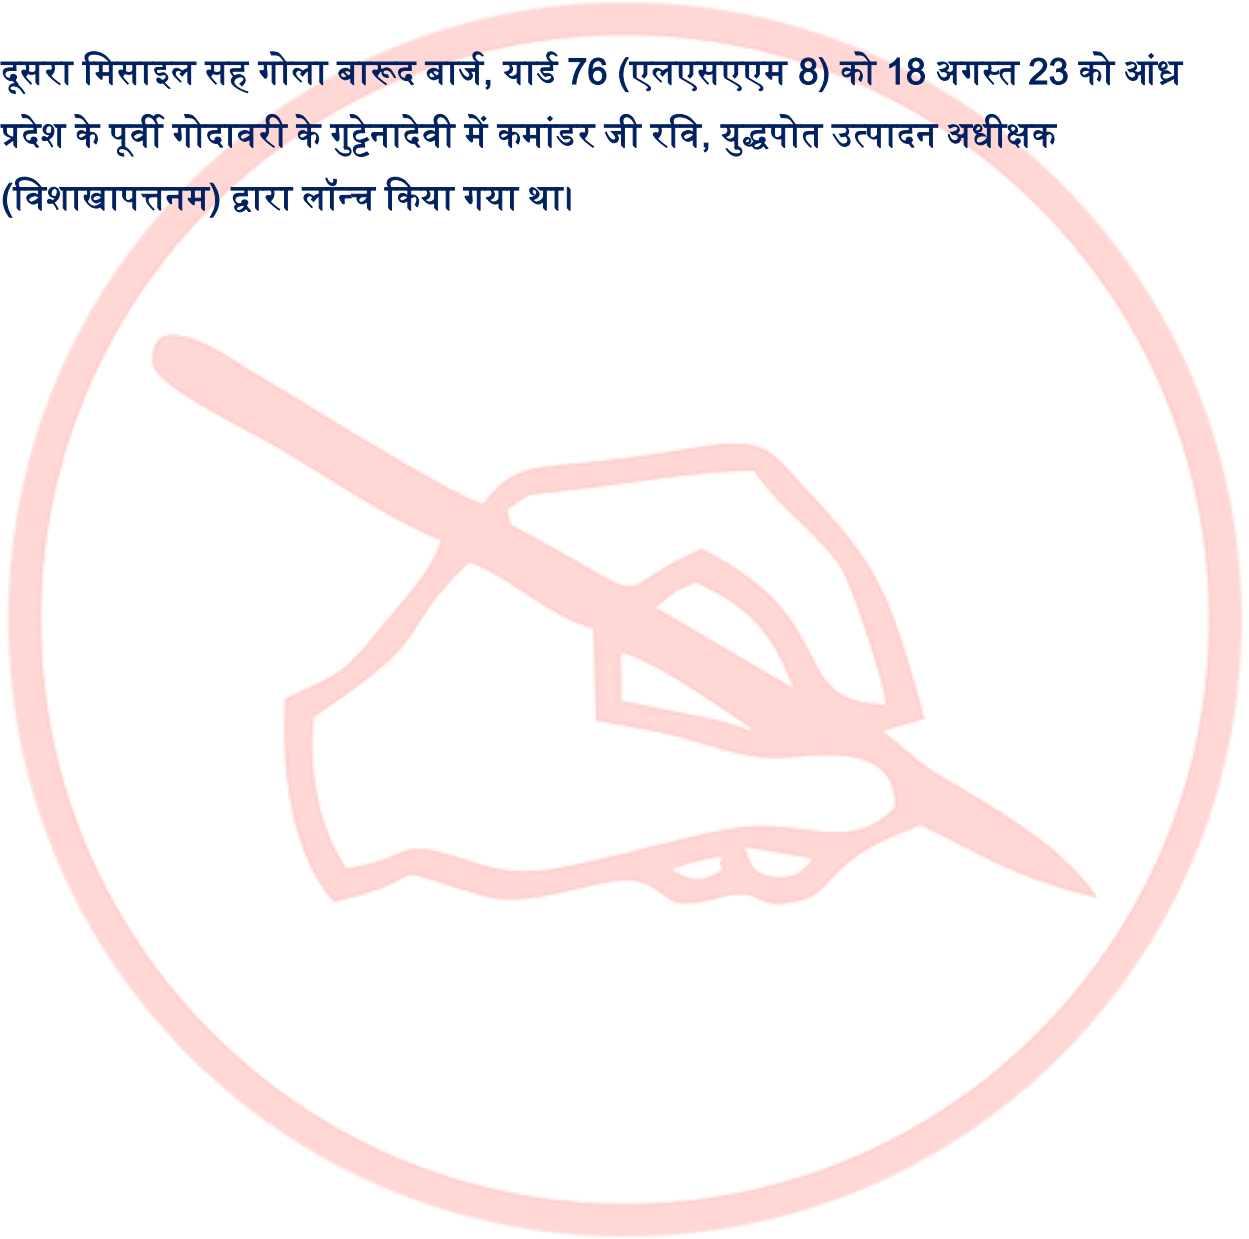 दूसरा मिसाइल सह गोला बारूद बार्ज, यार्ड 76 (एलएसएएम 8) को 18 अगस्त 23 को आंध्र
प्रदेश के पूर्वी गोदावरी के गुट्टेनादेवी में कमांडर जी रवि, युद्धपोत उत्पादन अधीक्षक
(विशाखापत्तनम) द्वारा लॉन्च किया गया था।